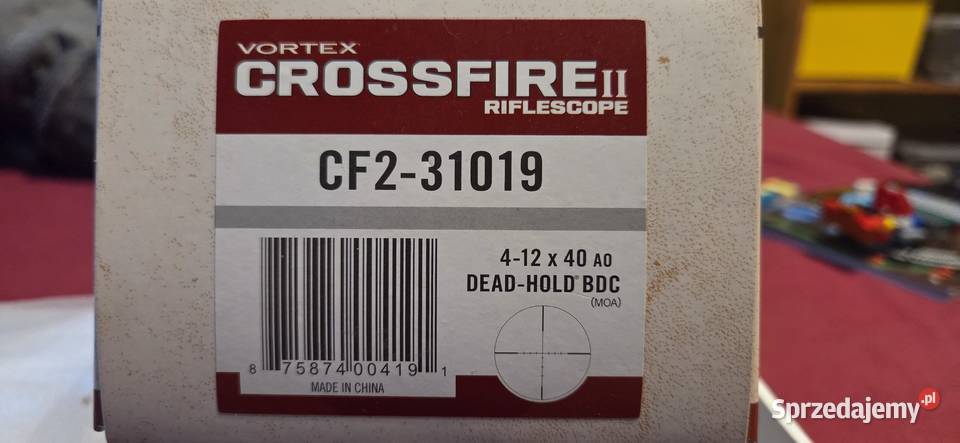 VORTEX
CROSSFIRE II
RIFLESCOPE
CF2-31019
4-12 x 40 AO
DEAD-HOLD® BDC
(MOA)
8 75874 00419 1
MADE IN CHINA
Sprzedajemy.pl